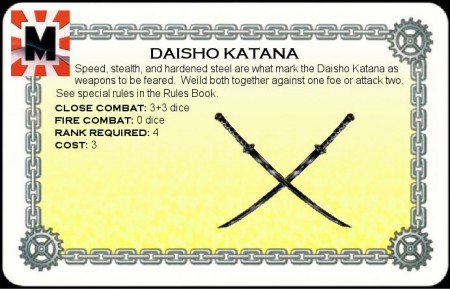 M
DAISHO KATANA
Speed, stealth, and hardened steel are what mark the Daisho Katana as
weapons to be feared. Weild both together against one foe or attack two.
See special rules in the Rules Book.
CLOSE COMBAT: 3+3 dice
FIRE COMBAT: 0 dice
RANK REQUIRED: 4
COST: 3